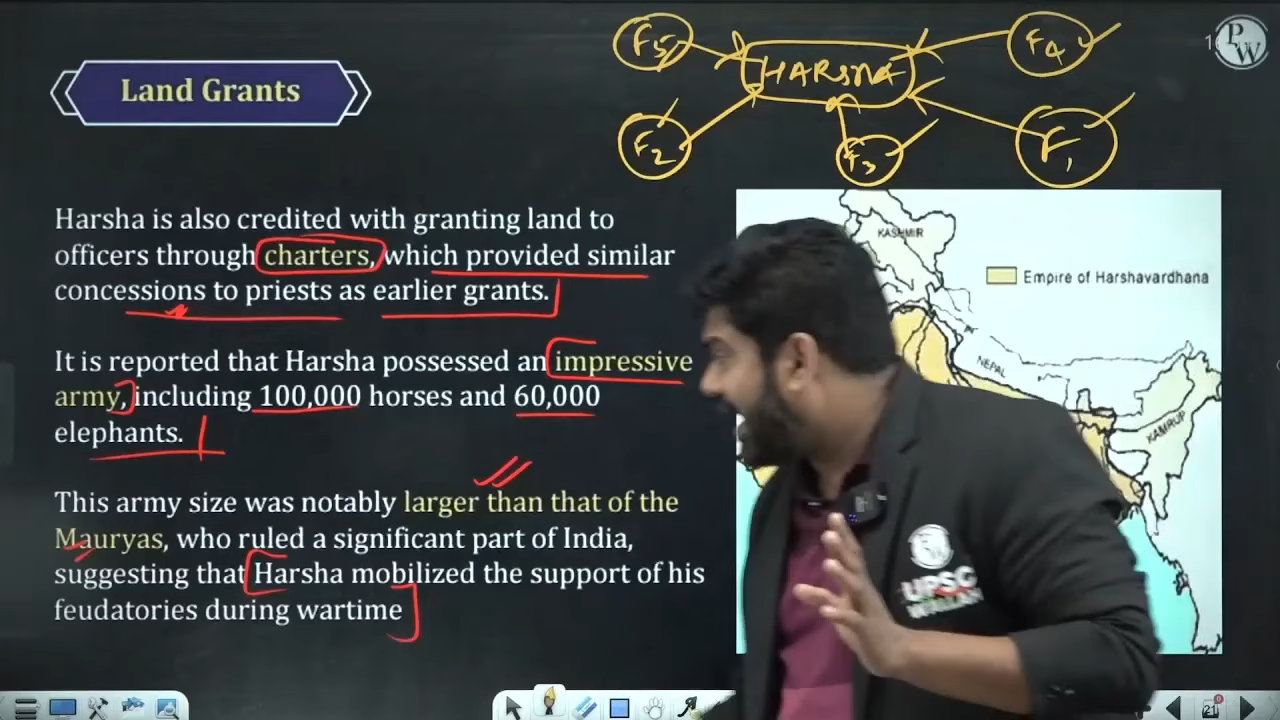 Land Grants
F5
HARSHA
F4
F2
F3
F1
PW
Harsha is also credited with granting land to
officers through charters, which provided similar
concessions to priests as earlier grants.
It is reported that Harsha possessed an impressive
army, including 100,000 horses and 60,000
elephants.
This army size was notably larger than that of the
Mauryas, who ruled a significant part of India,
suggesting that Harsha mobilized the support of his
feudatories during wartime
KASHMIR
Empire of Harshavardhana
NEPAL
KAMRUP
UPSC
21